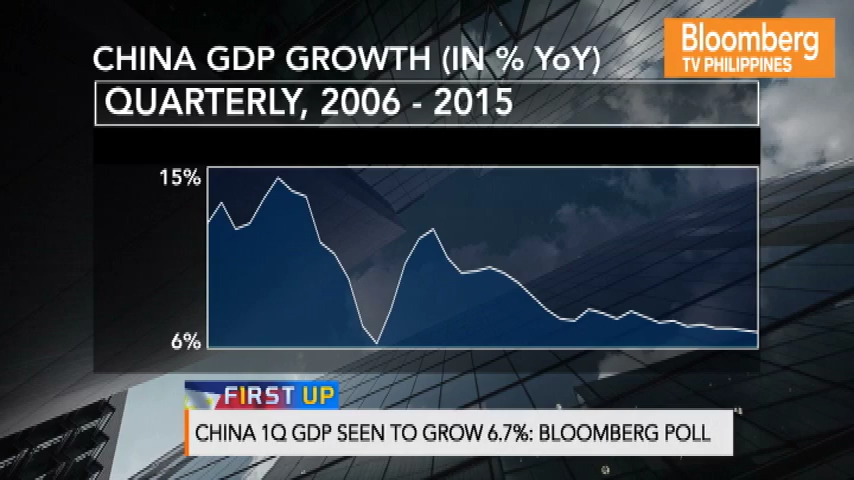 CHINA GDP GROWTH (IN % YoY)
Bloomberg
TV PHILIPPINES
QUARTERLY, 2006 - 2015
15%
6%
FIRST UP
CHINA 1Q GDP SEEN TO GROW 6.7%: BLOOMBERG POLL